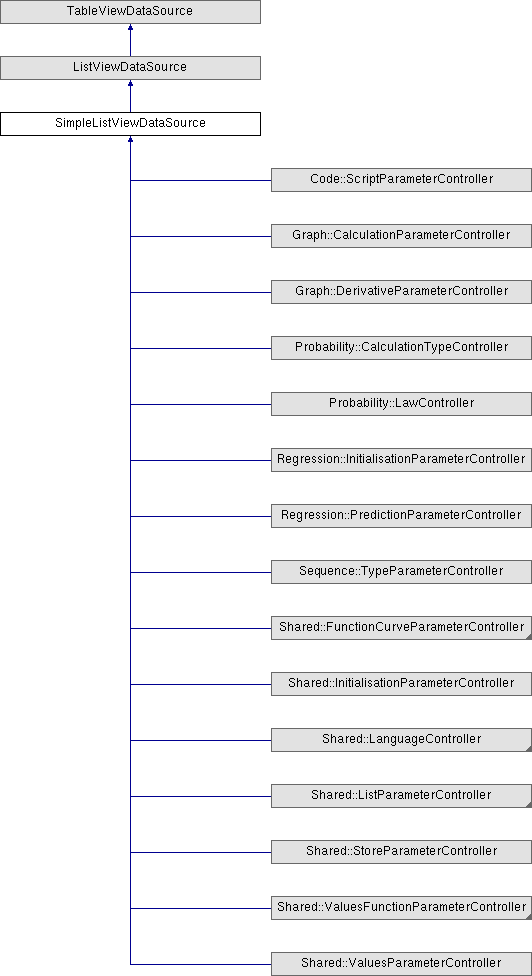 TableViewDataSource
ListViewDataSource
SimpleListViewDataSource
Code::ScriptParameterController
Graph::CalculationParameterController
Graph::DerivativeParameterController
Probability::CalculationTypeController
Probability::LawController
Regression::InitialisationParameterController
Regression::PredictionParameterController
Sequence::TypeParameterController
Shared::FunctionCurveParameterController
Shared::InitialisationParameterController
Shared::LanguageController
Shared::ListParameterController
Shared::StoreParameterController
Shared::ValuesFunctionParameterController
Shared::ValuesParameterController